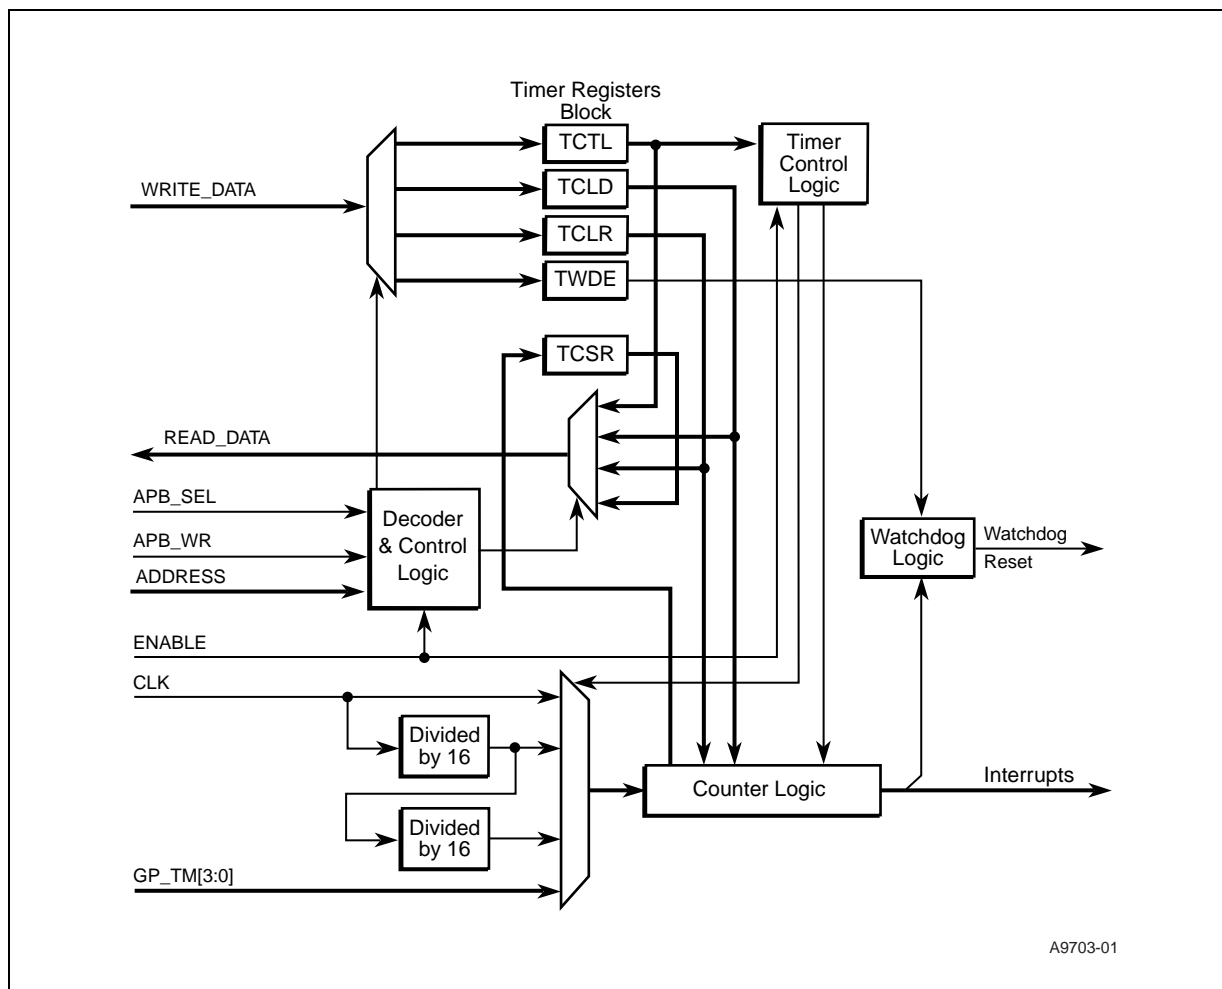 Timer Registers
Block
TCTL
Timer
Control
Logic
WRITE_DATA
TCLD
TCLR
TWDE
TCSR
READ_DATA
APB_SEL
APB_WR
ADDRESS
Decoder
& Control
Logic
Watchdog
Logic
Watchdog
Reset
ENABLE
CLK
Divided
by 16
Counter Logic
Interrupts
Divided
by 16
GP_TM[3:0]
A9703-01